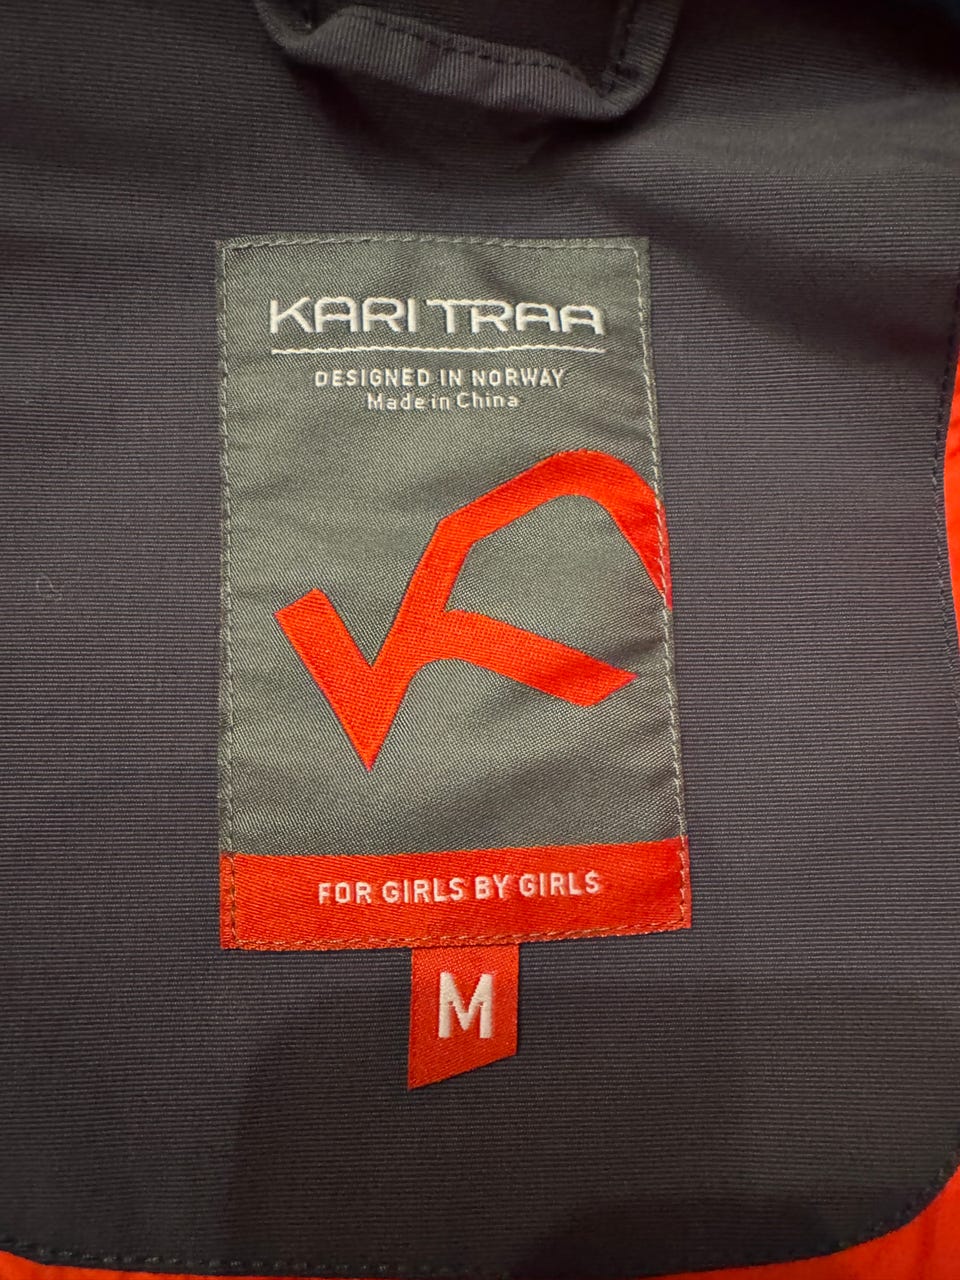 KARI TRAA
DESIGNED IN NORWAY
Made in China
FOR GIRLS BY GIRLS
M